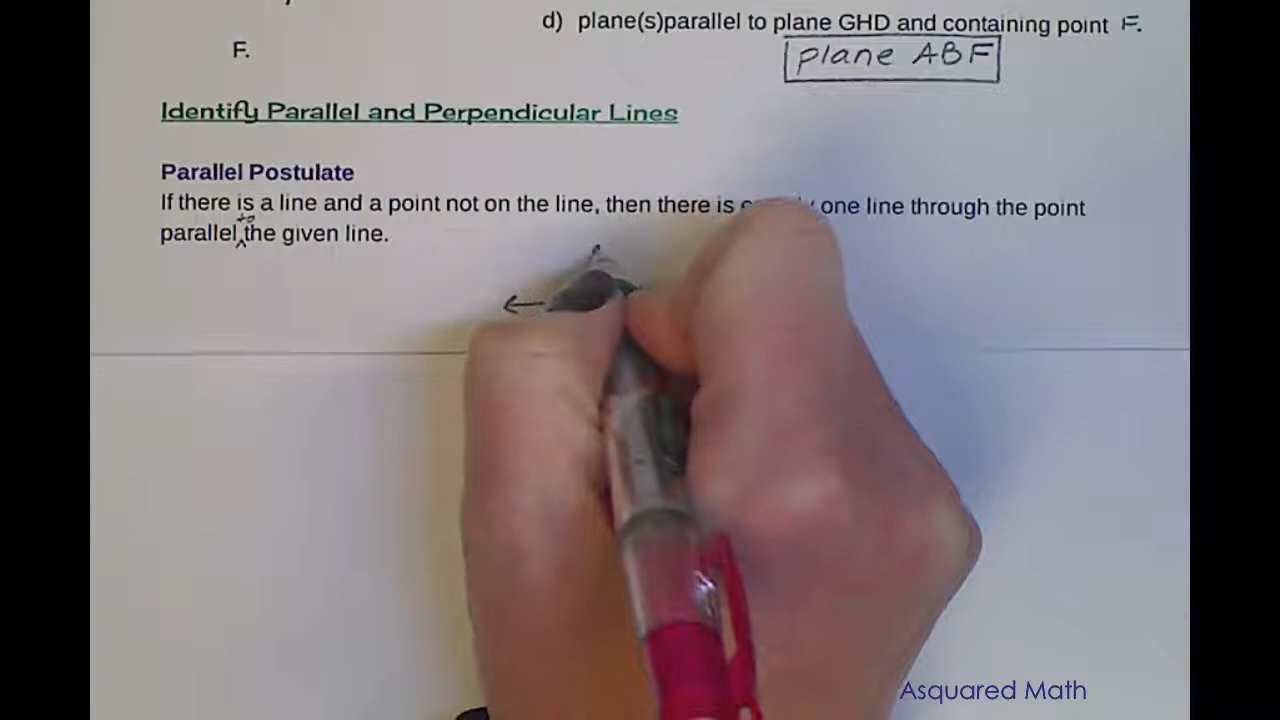 d) plane(s)parallel to plane GHD and containing point F.
F.
plane ABF
Identify Parallel and Perpendicular Lines
Parallel Postulate
If there is a line and a point not on the line, then there is one line through the point
to
parallel the given line.
Asquared Math